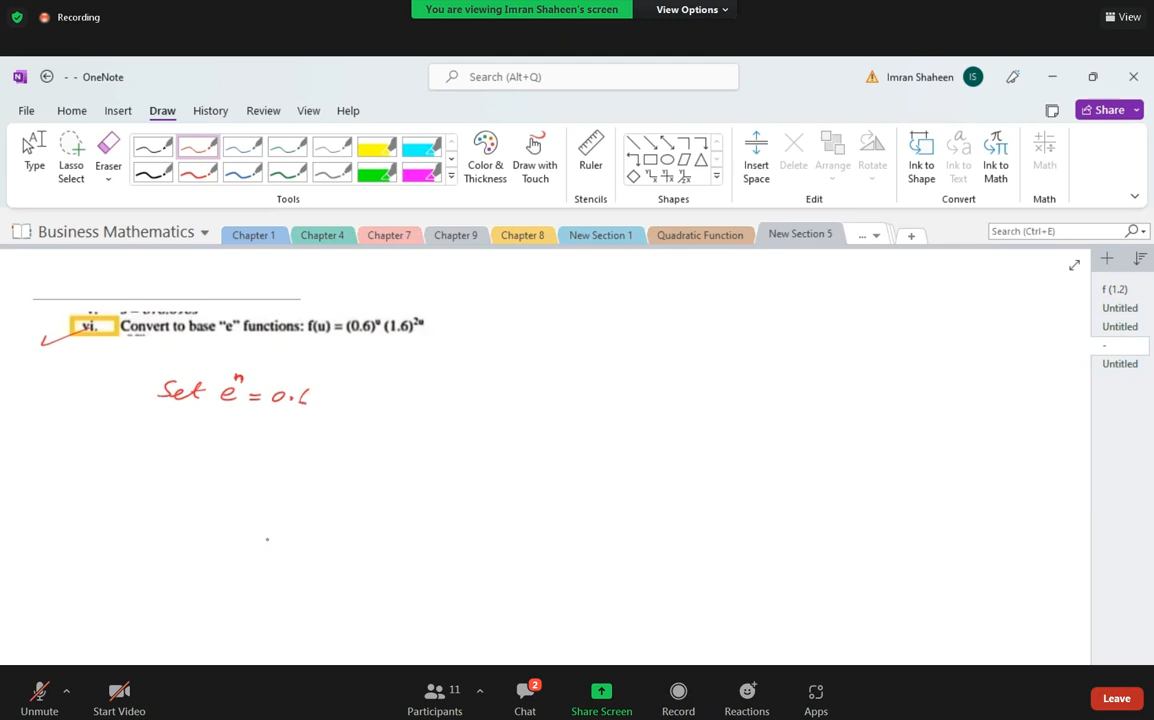 Recording
You are viewing Imran Shaheen's screen
View Options
View
- - OneNote
Search (Alt+Q)
Imran Shaheen
IS
File Home Insert Draw History Review View Help
Share
Type
Lasso Select
Eraser
Color & Thickness
Draw with Touch
Ruler
Insert Space
Delete
Arrange
Rotate
Ink to Shape
Ink to Text
Ink to Math
Math
Tools
Stencils
Shapes
Edit
Convert
Math
Business Mathematics
Chapter 1
Chapter 4
Chapter 7
Chapter 9
Chapter 8
New Section 1
Quadratic Function
New Section 5
...
Search (Ctrl+E)
f (1.2)
Untitled
Untitled
-
Untitled
vi. Convert to base “e” functions: f(u) = (0.6)ᵘ (1.6)²ᵘ
Set eⁿ = 0.6
Unmute
Start Video
11
Participants
2
Chat
Share Screen
Record
Reactions
Apps
Leave